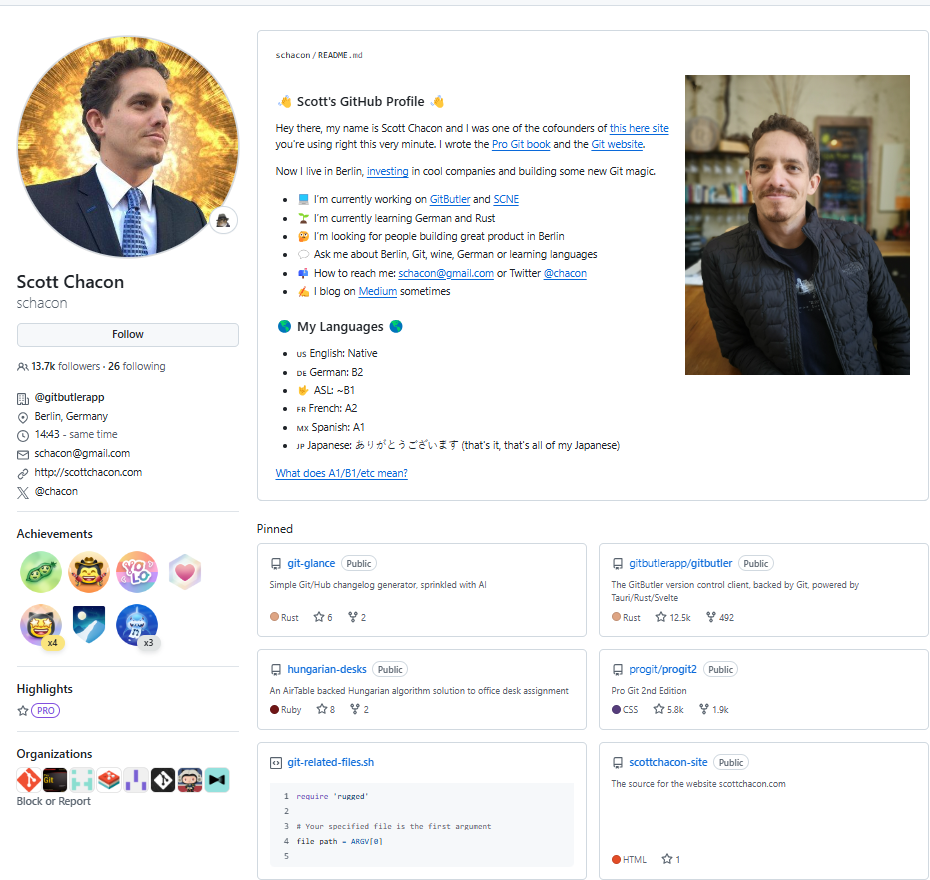 Scott Chacon
schacon
Follow
13.7k followers · 26 following
@gitbutlerapp
Berlin, Germany
14:43 - same time
schacon@gmail.com
http://scottchacon.com
@chacon
Achievements
YOLO
x4
x3
Highlights
PRO
Organizations
Git
Block or Report
schacon/README.md
👋 Scott's GitHub Profile 👋
Hey there, my name is Scott Chacon and I was one of the cofounders of this here site
you're using right this very minute. I wrote the Pro Git book and the Git website.
Now I live in Berlin, investing in cool companies and building some new Git magic.
• 💻 I'm currently working on GitButler and SCNE
• 🌱 I'm currently learning German and Rust
• 🤔 I'm looking for people building great product in Berlin
• 💬 Ask me about Berlin, Git, wine, German or learning languages
• 📫 How to reach me: schacon@gmail.com or Twitter @chacon
• ✍️ I blog on Medium sometimes
🌎 My Languages 🌎
• US English: Native
• DE German: B2
• 🤟 ASL: ~B1
• FR French: A2
• MX Spanish: A1
• JP Japanese: ありがとうございます (that's it, that's all of my Japanese)
What does A1/B1/etc mean?
Pinned
git-glance Public
Simple Git/Hub changelog generator, sprinkled with AI
Rust 6 2
gitbutlerapp/gitbutler Public
The GitButler version control client, backed by Git, powered by
Tauri/Rust/Svelte
Rust 12.5k 492
hungarian-desks Public
An AirTable backed Hungarian algorithm solution to office desk assignment
Ruby 8 2
progit/progit2 Public
Pro Git 2nd Edition
CSS 5.8k 1.9k
git-related-files.sh
1 require 'rugged'
2
3 # Your specified file is the first argument
4 file_path = ARGV[0]
5
scottchacon-site Public
The source for the website scottchacon.com
HTML 1